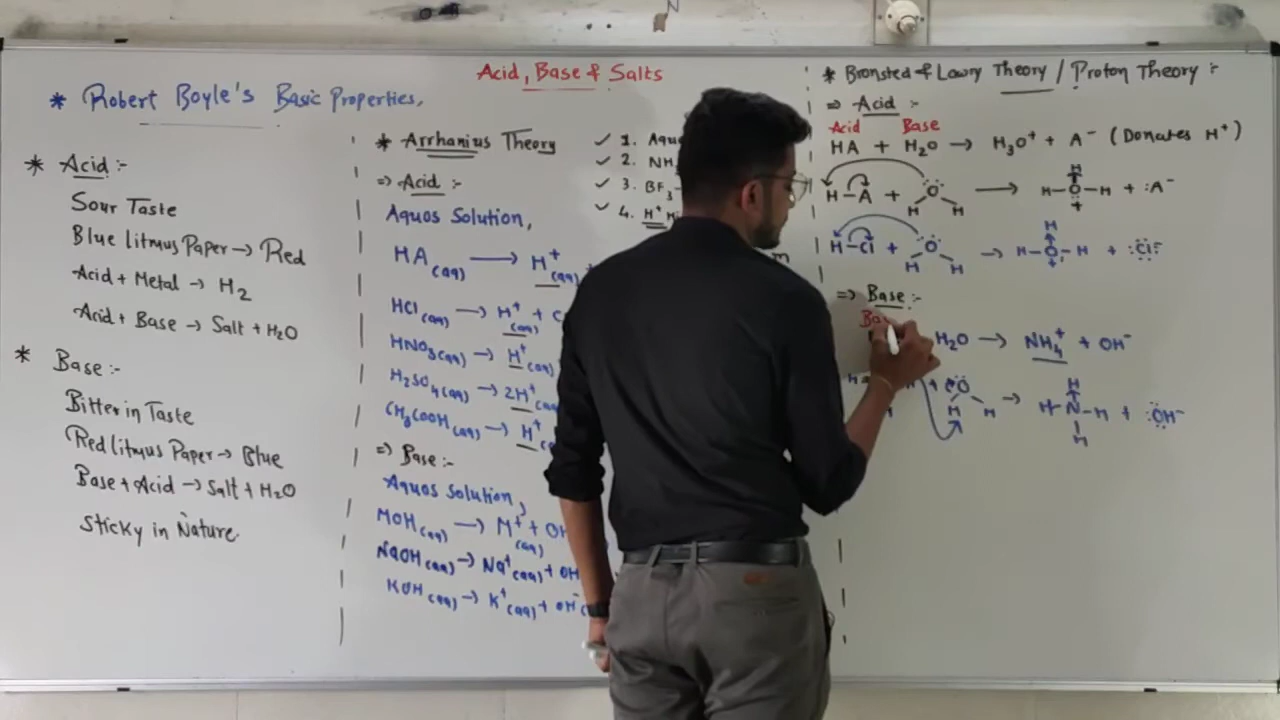 Acid, Base & Salts
* Robert Boyle's Basic Properties,
* Acid :-
Sour Taste
Blue litmus Paper → Red
Acid + Metal → H2
Acid + Base → Salt + H2O
* Base :-
Bitter in Taste
Red litmus Paper → Blue
Base + Acid → Salt + H2O
Sticky in Nature
* Arrhanius Theory
⇒ Acid :-
Aquos Solution,
HA(aq) → H+(aq)
HCl(aq) → H+(aq) +
HNO3(aq) → H+(aq)
H2SO4(aq) → 2H+(aq)
CH3COOH(aq) → H+
⇒ Base :-
Aquos Solution,
MOH(aq) → M+(aq) + OH
NaOH(aq) → Na+(aq) + OH
KOH(aq) → K+(aq) + OH-
✓ 1.
✓ 2. NH
✓ 3. BF3
✓ 4. H+
* Bronsted & Lowry Theory / Proton Theory :-
⇒ Acid :-
Acid Base
HA + H2O → H3O+ + A- (Donates H+)
H-A + O H H → H-O-H H + + :A-
H-Cl + O H H → H-O-H H + + :Cl:-
⇒ Base :-
H2O → NH4+ + OH-
+ O H H → H-N-H H H + :OH-